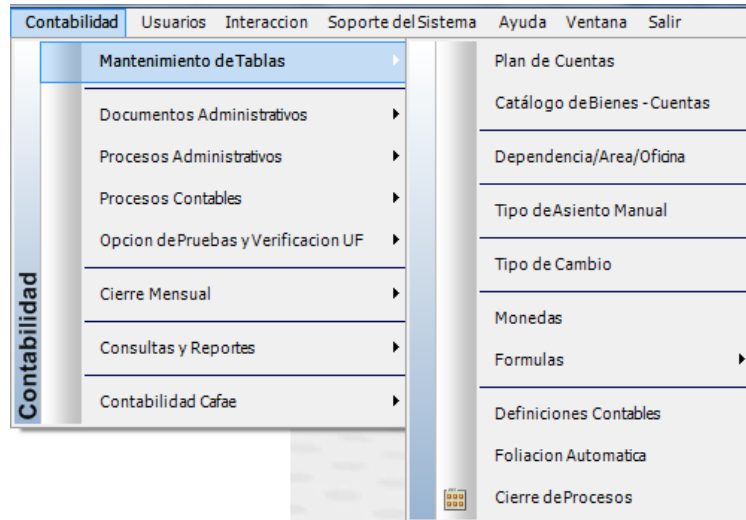 Contabilidad Usuarios Interaccion Soporte del Sistema Ayuda Ventana Salir
Contabilidad
Mantenimiento de Tablas
Documentos Administrativos
Procesos Administrativos
Procesos Contables
Opcion de Pruebas y Verificacion UF
Cierre Mensual
Consultas y Reportes
Contabilidad Cafae
Plan de Cuentas
Catálogo de Bienes - Cuentas
Dependencia/Area/Oficina
Tipo de Asiento Manual
Tipo de Cambio
Monedas
Formulas
Definiciones Contables
Foliacion Automatica
Cierre de Procesos